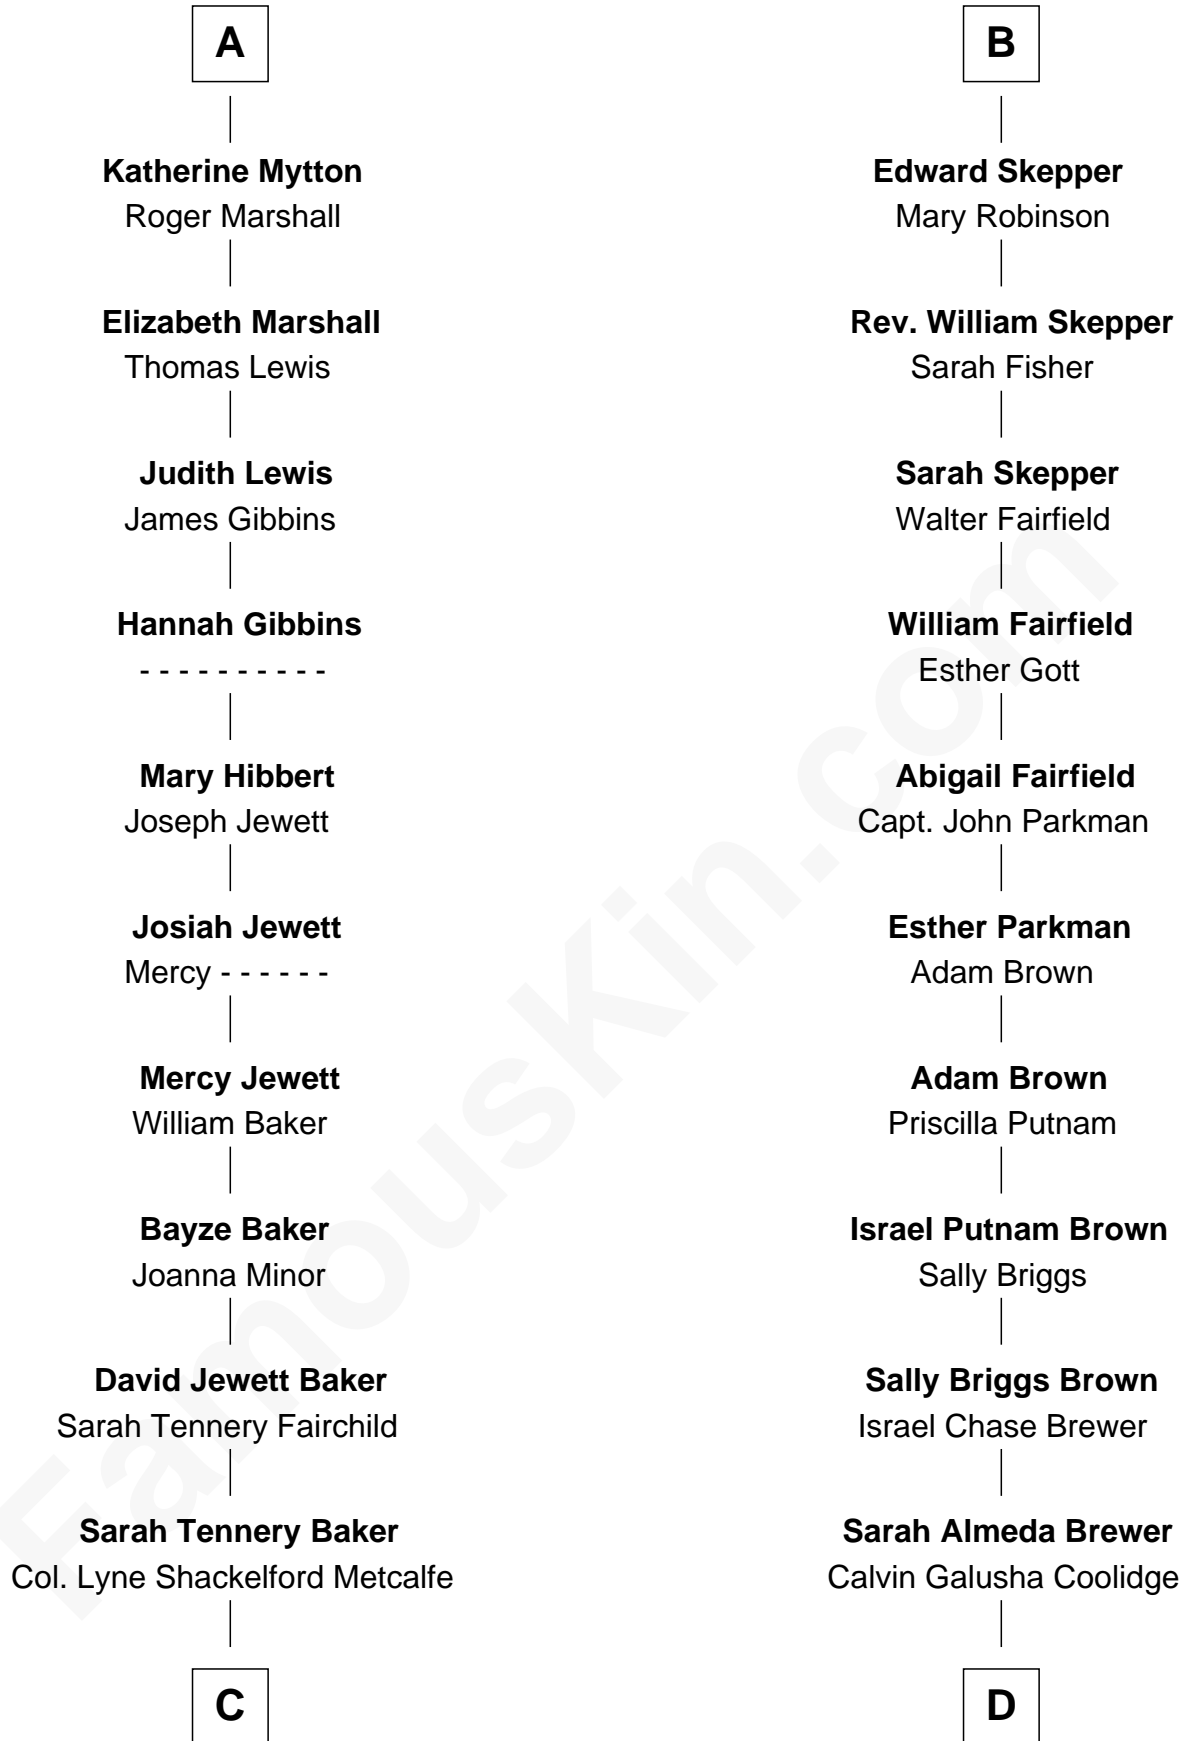 A
Katherine Mytton
Roger Marshall
Elizabeth Marshall
Thomas Lewis
Judith Lewis
James Gibbins
Hannah Gibbins
- - - - - - - - - -
Mary Hibbert
Joseph Jewett
Josiah Jewett
Mercy - - - - - -
Mercy Jewett
William Baker
Bayze Baker
Joanna Minor
David Jewett Baker
Sarah Tennery Fairchild
Sarah Tennery Baker
Col. Lyne Shackelford Metcalfe
C
B
Edward Skepper
Mary Robinson
Rev. William Skepper
Sarah Fisher
Sarah Skepper
Walter Fairfield
William Fairfield
Esther Gott
Abigail Fairfield
Capt. John Parkman
Esther Parkman
Adam Brown
Adam Brown
Priscilla Putnam
Israel Putnam Brown
Sally Briggs
Sally Briggs Brown
Israel Chase Brewer
Sarah Almeda Brewer
Calvin Galusha Coolidge
D
FamousKin.com